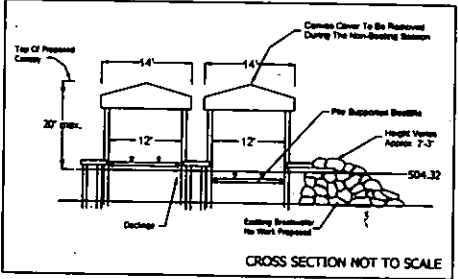 Canvas Cover To Be Removed
During The Non-Boating Season
Top Of Proposed
Canopy
14'
14'
20' max.
Pile Supported Boatlifts
12'
12'
Height Varies
Approx 2'-3'
504.32
Dockage
Existing Breakwater
No Work Proposed
CROSS SECTION NOT TO SCALE